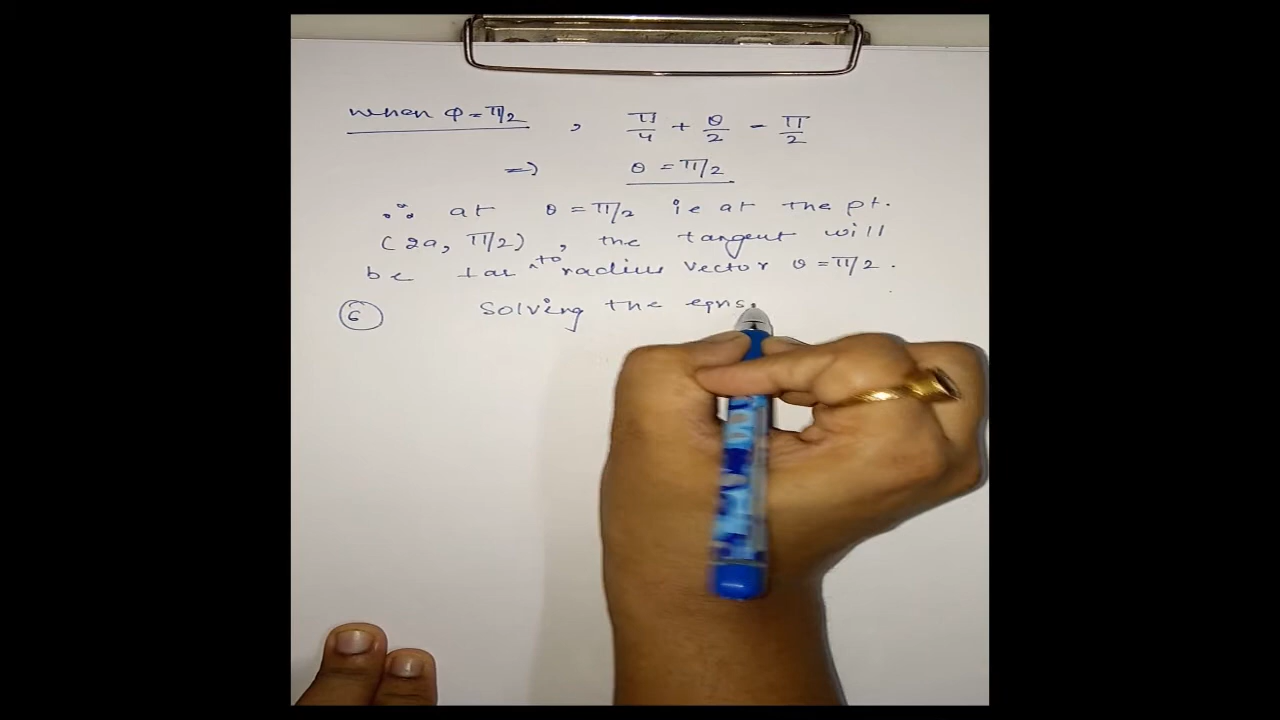 when φ = π/2 , π/4 + θ/2 = π/2
=> θ = π/2
∴ at θ = π/2 ie at the pt.
(2a, π/2) , the tangent will
be ^to radius vector θ = π/2 .
6 Solving the eqns.